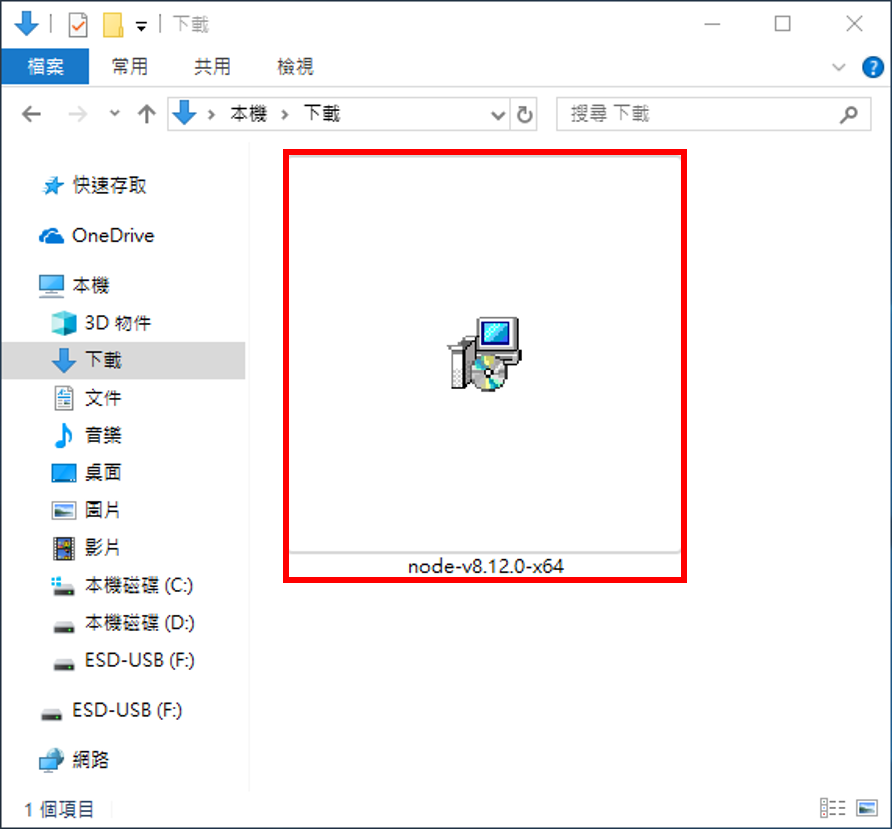 下載
檔案 常用 共用 檢視
本機 下載 搜尋 下載
快速存取
OneDrive
本機
3D 物件
下載
文件
音樂
桌面
圖片
影片
本機磁碟 (C:)
本機磁碟 (D:)
ESD-USB (F:)
ESD-USB (F:)
網路
node-v8.12.0-x64
1 個項目